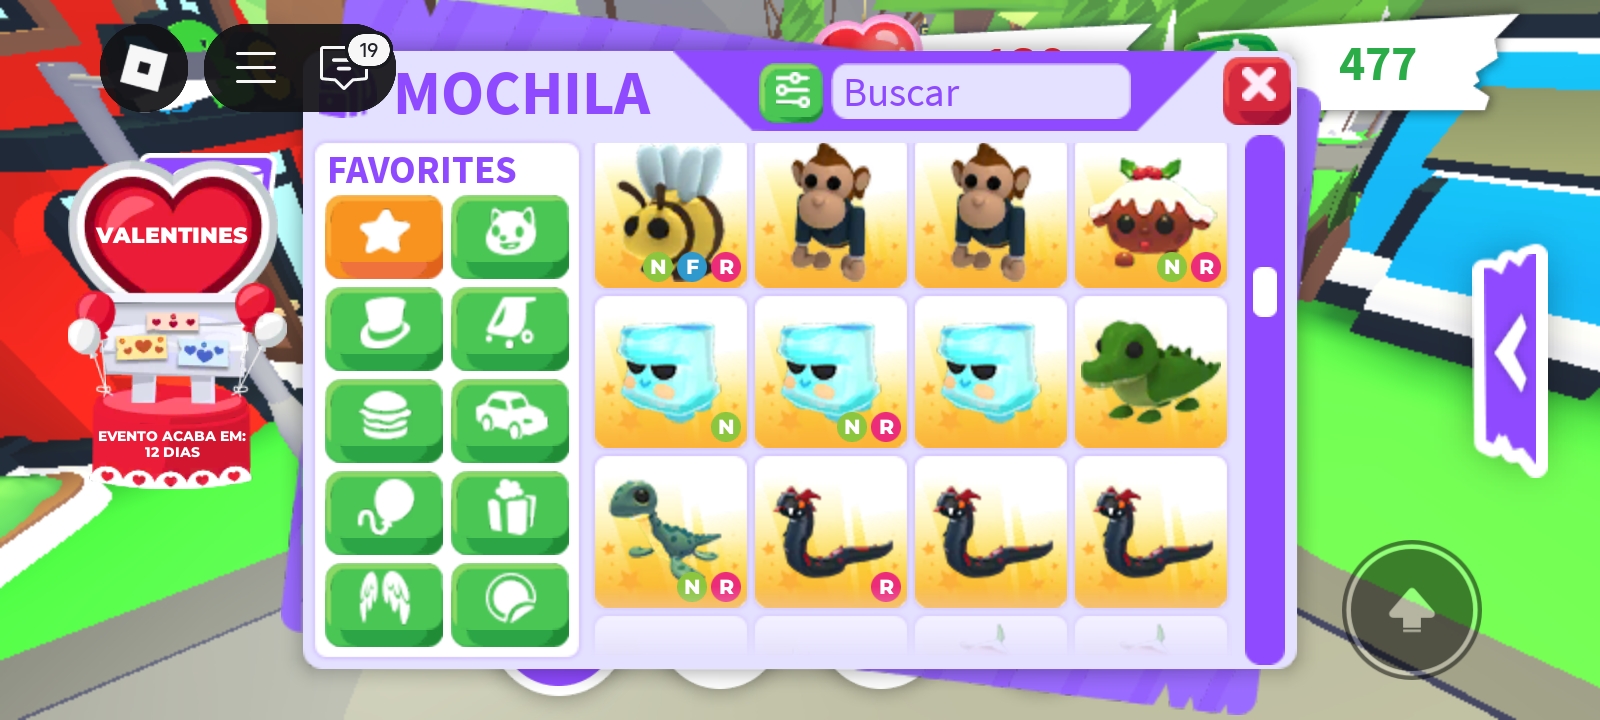 19
MOCHILA
Buscar
477
FAVORITES
VALENTINES
EVENTO ACABA EM:
12 DIAS
N F R
N R
N
N R
N R
R